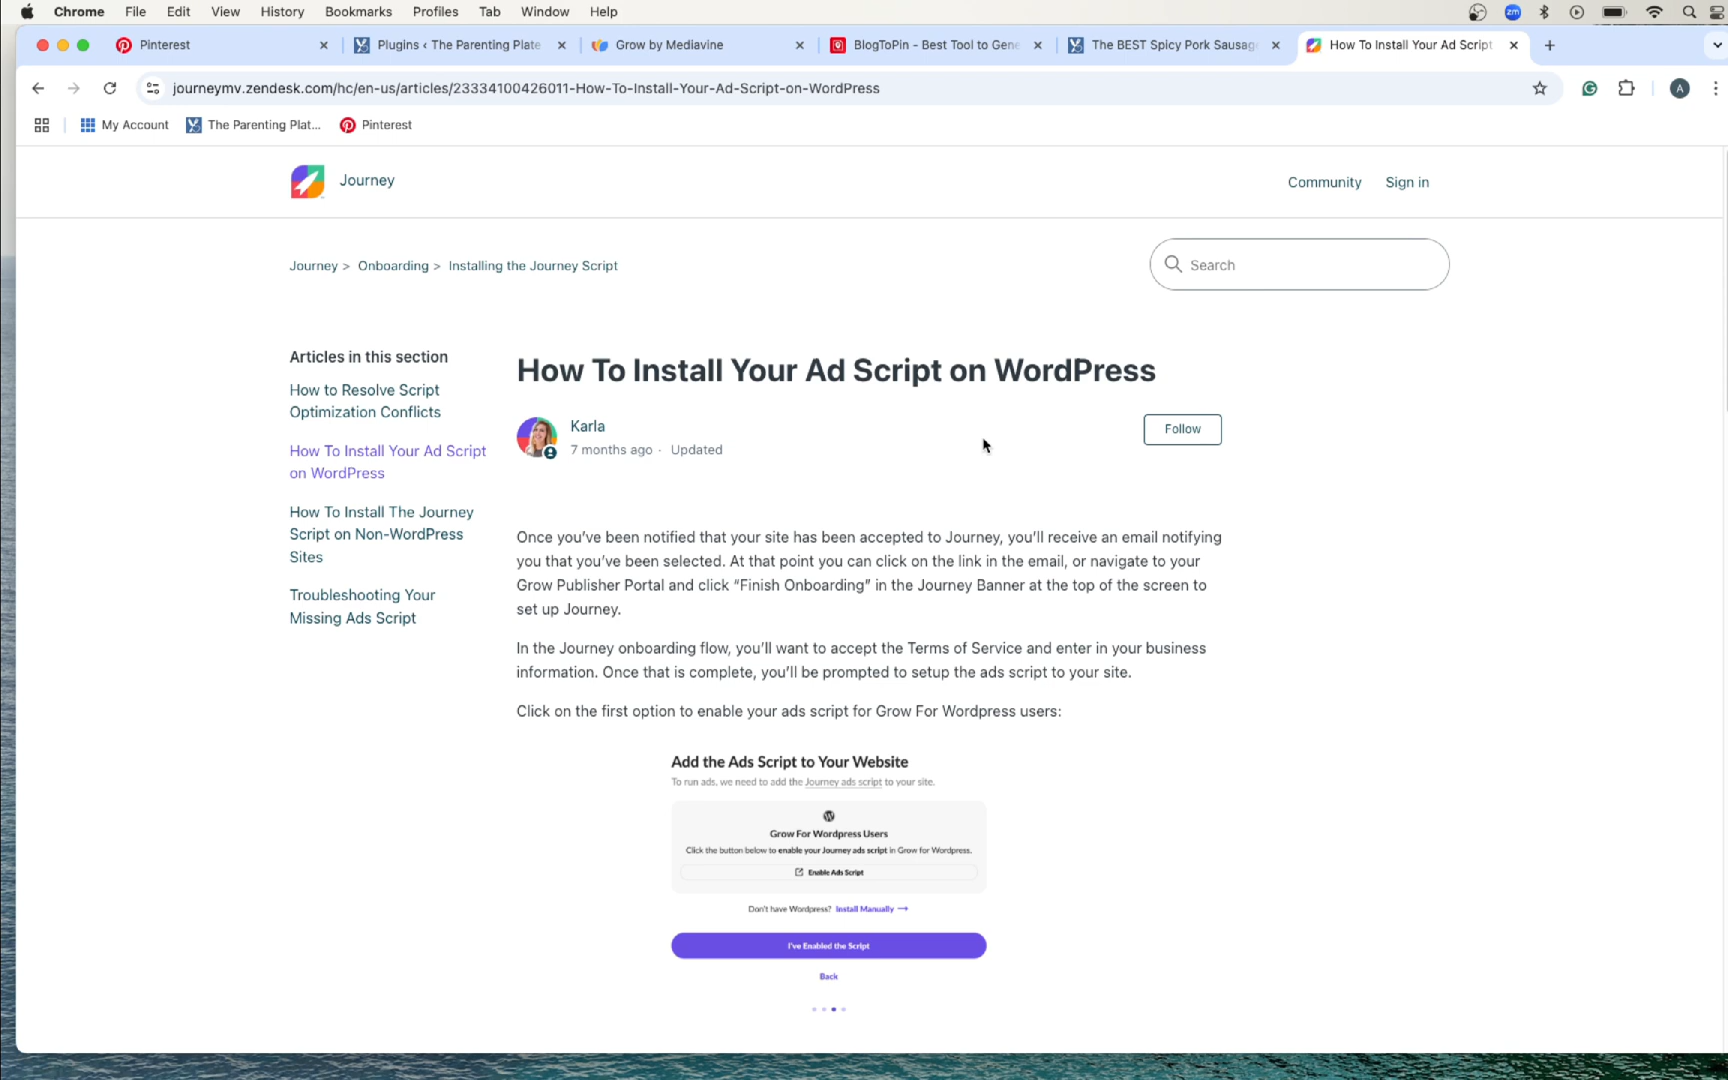 Chrome File Edit View History Bookmarks Profiles Tab Window Help
zm
Pinterest
Plugins ‹ The Parenting Plate
Grow by Mediavine
BlogToPin - Best Tool to Gene
The BEST Spicy Pork Sausag
How To Install Your Ad Script
journeymv.zendesk.com/hc/en-us/articles/23334100426011-How-To-Install-Your-Ad-Script-on-WordPress
A
My Account
The Parenting Plat...
Pinterest
Journey
Community
Sign in
Journey > Onboarding > Installing the Journey Script
Search
Articles in this section
How to Resolve Script
Optimization Conflicts
How To Install Your Ad Script
on WordPress
How To Install The Journey
Script on Non-WordPress
Sites
Troubleshooting Your
Missing Ads Script
How To Install Your Ad Script on WordPress
Karla
7 months ago · Updated
Follow
Once you’ve been notified that your site has been accepted to Journey, you’ll receive an email notifying
you that you’ve been selected. At that point you can click on the link in the email, or navigate to your
Grow Publisher Portal and click “Finish Onboarding” in the Journey Banner at the top of the screen to
set up Journey.
In the Journey onboarding flow, you’ll want to accept the Terms of Service and enter in your business
information. Once that is complete, you’ll be prompted to setup the ads script to your site.
Click on the first option to enable your ads script for Grow For Wordpress users:
Add the Ads Script to Your Website
To run ads, we need to add the Journey ads script to your site.
Grow For Wordpress Users
Click the button below to enable your Journey ads script in Grow for Wordpress.
Enable Ads Script
Don't have Wordpress? Install Manually →
I've Enabled the Script
Back